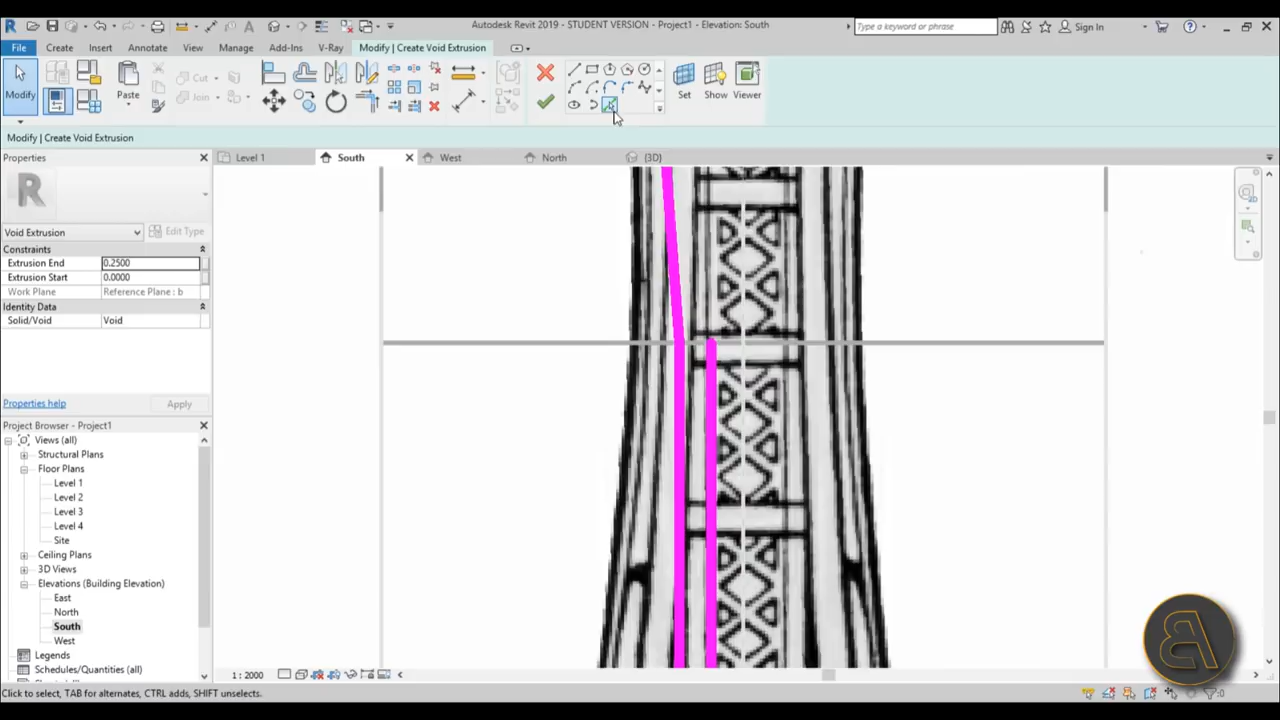 Autodesk Revit 2019 - STUDENT VERSION - Project1 - Elevation: South
Type a keyword or phrase
Sign In
File Create Insert Annotate View Manage Add-Ins V-Ray Modify | Create Void Extrusion
Modify
Paste
Cut
Join
Set Show Viewer
Modify | Create Void Extrusion
Properties
Level 1
South
West
North
(3D)
Void Extrusion
Edit Type
Constraints
Extrusion End 0.2500
Extrusion Start 0.0000
Work Plane Reference Plane : b
Identity Data
Solid/Void Void
Properties help
Apply
Project Browser - Project1
Views (all)
Structural Plans
Floor Plans
Level 1
Level 2
Level 3
Level 4
Site
Ceiling Plans
3D Views
Elevations (Building Elevation)
East
North
South
West
Legends
Schedules/Quantities (all)
1 : 2000
Click to select, TAB for alternates, CTRL adds, SHIFT unselects.
:0